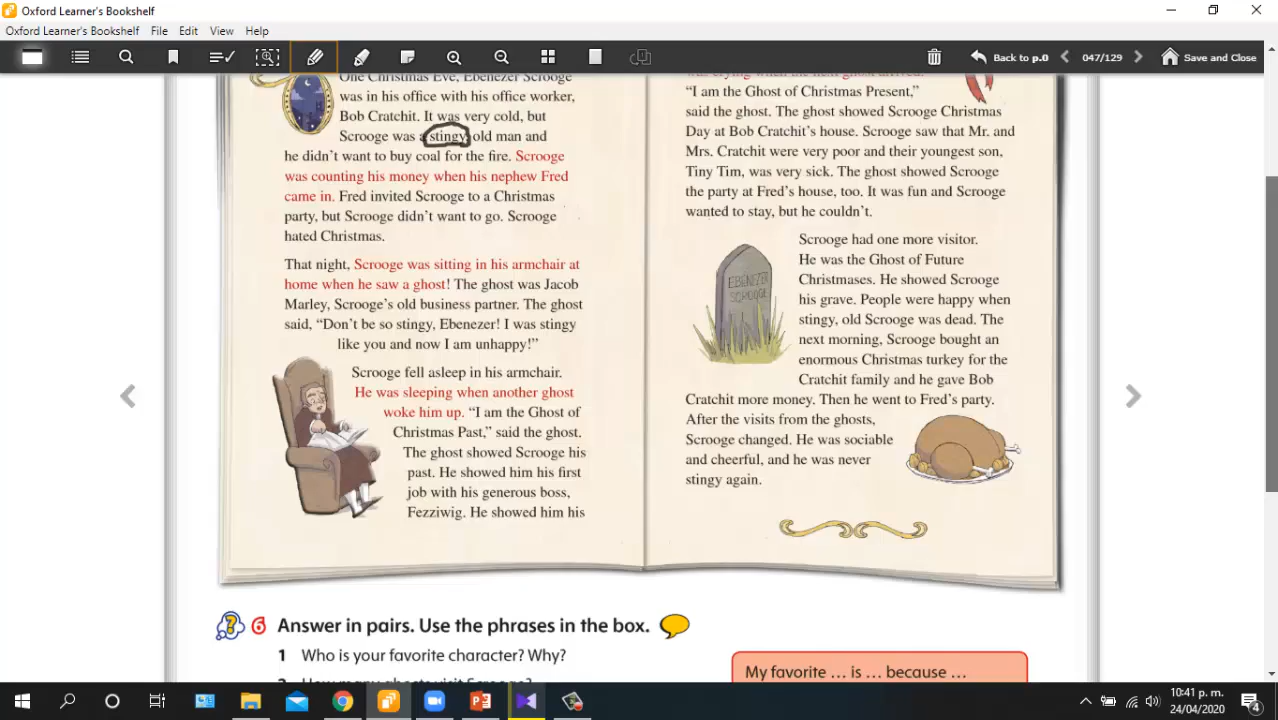 Oxford Learner's Bookshelf
Oxford Learner's Bookshelf File Edit View Help
Back to p.0 047/129 Save and Close
One Christmas Eve, Ebenezer Scrooge
was in his office with his office worker,
Bob Cratchit. It was very cold, but
Scrooge was a stingy old man and
he didn't want to buy coal for the fire. Scrooge
was counting his money when his nephew Fred
came in. Fred invited Scrooge to a Christmas
party, but Scrooge didn't want to go. Scrooge
hated Christmas.
That night, Scrooge was sitting in his armchair at
home when he saw a ghost! The ghost was Jacob
Marley, Scrooge's old business partner. The ghost
said, "Don't be so stingy, Ebenezer! I was stingy
like you and now I am unhappy!"
Scrooge fell asleep in his armchair.
He was sleeping when another ghost
woke him up. "I am the Ghost of
Christmas Past," said the ghost.
The ghost showed Scrooge his
past. He showed him his first
job with his generous boss,
Fezziwig. He showed him his
was crying when the next ghost arrived.
"I am the Ghost of Christmas Present,"
said the ghost. The ghost showed Scrooge Christmas
Day at Bob Cratchit's house. Scrooge saw that Mr. and
Mrs. Cratchit were very poor and their youngest son,
Tiny Tim, was very sick. The ghost showed Scrooge
the party at Fred's house, too. It was fun and Scrooge
wanted to stay, but he couldn't.
EBENEZER
SCROOGE
Scrooge had one more visitor.
He was the Ghost of Future
Christmases. He showed Scrooge
his grave. People were happy when
stingy, old Scrooge was dead. The
next morning, Scrooge bought an
enormous Christmas turkey for the
Cratchit family and he gave Bob
Cratchit more money. Then he went to Fred's party.
After the visits from the ghosts,
Scrooge changed. He was sociable
and cheerful, and he was never
stingy again.
6 Answer in pairs. Use the phrases in the box.
1 Who is your favorite character? Why?
2 How many ghosts visit Scrooge?
My favorite ... is ... because ...
10:41 p. m.
24/04/2020
4